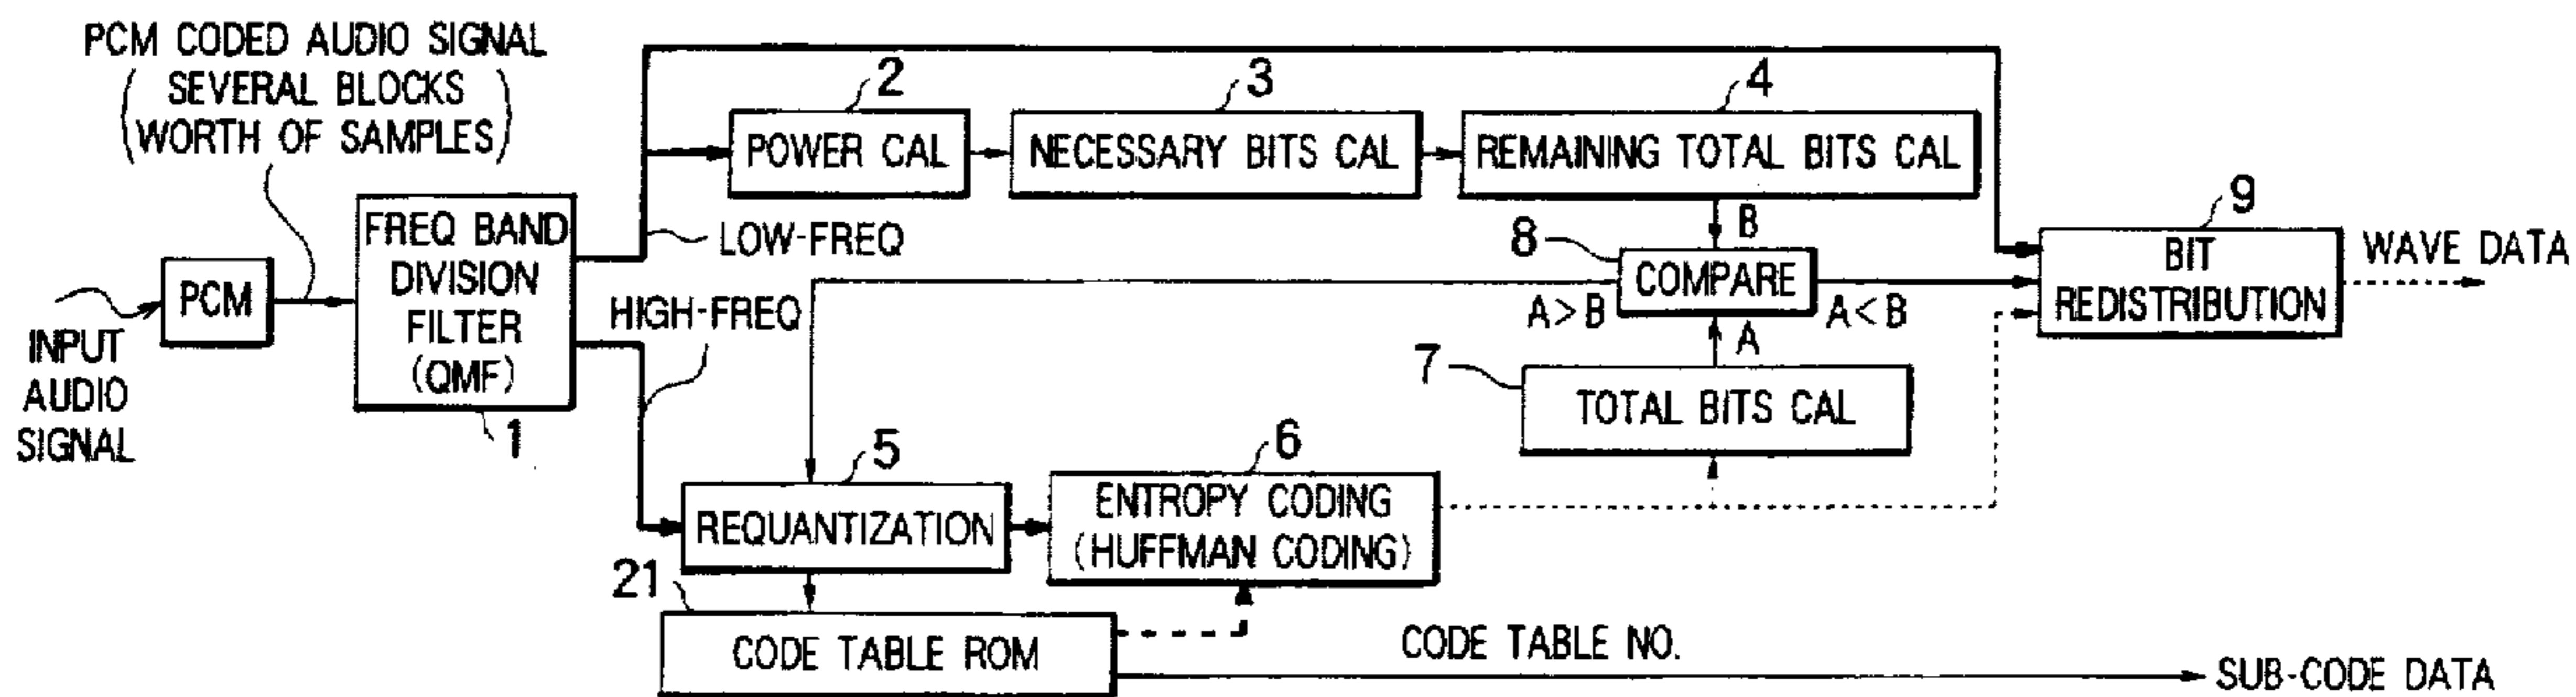 PCM CODED AUDIO SIGNAL
(SEVERAL BLOCKS
WORTH OF SAMPLES)
2
3
4
POWER CAL
NECESSARY BITS CAL
REMAINING TOTAL BITS CAL
9
FREQ BAND
DIVISION
FILTER
(QMF)
1
LOW-FREQ
B
8
COMPARE
A>B
A<B
A
BIT
REDISTRIBUTION
WAVE DATA
PCM
INPUT
AUDIO
SIGNAL
HIGH-FREQ
7
TOTAL BITS CAL
5
REQUANTIZATION
6
ENTROPY CODING
(HUFFMAN CODING)
21
CODE TABLE ROM
CODE TABLE NO.
SUB-CODE DATA